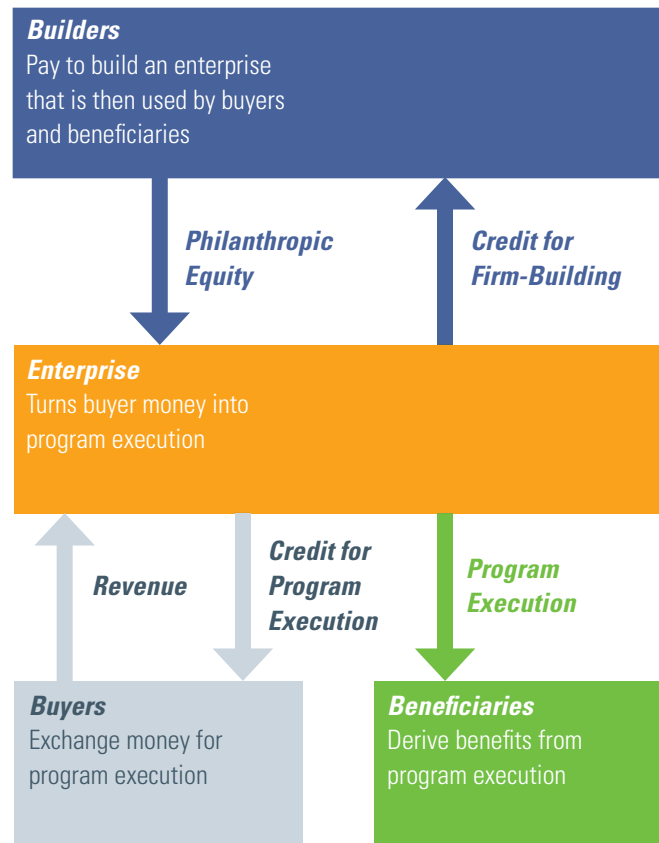 Builders
Pay to build an enterprise
that is then used by buyers
and beneficiaries
Philanthropic
Equity
Credit for
Firm-Building
Enterprise
Turns buyer money into
program execution
Revenue
Credit for
Program
Execution
Program
Execution
Buyers
Exchange money for
program execution
Beneficiaries
Derive benefits from
program execution